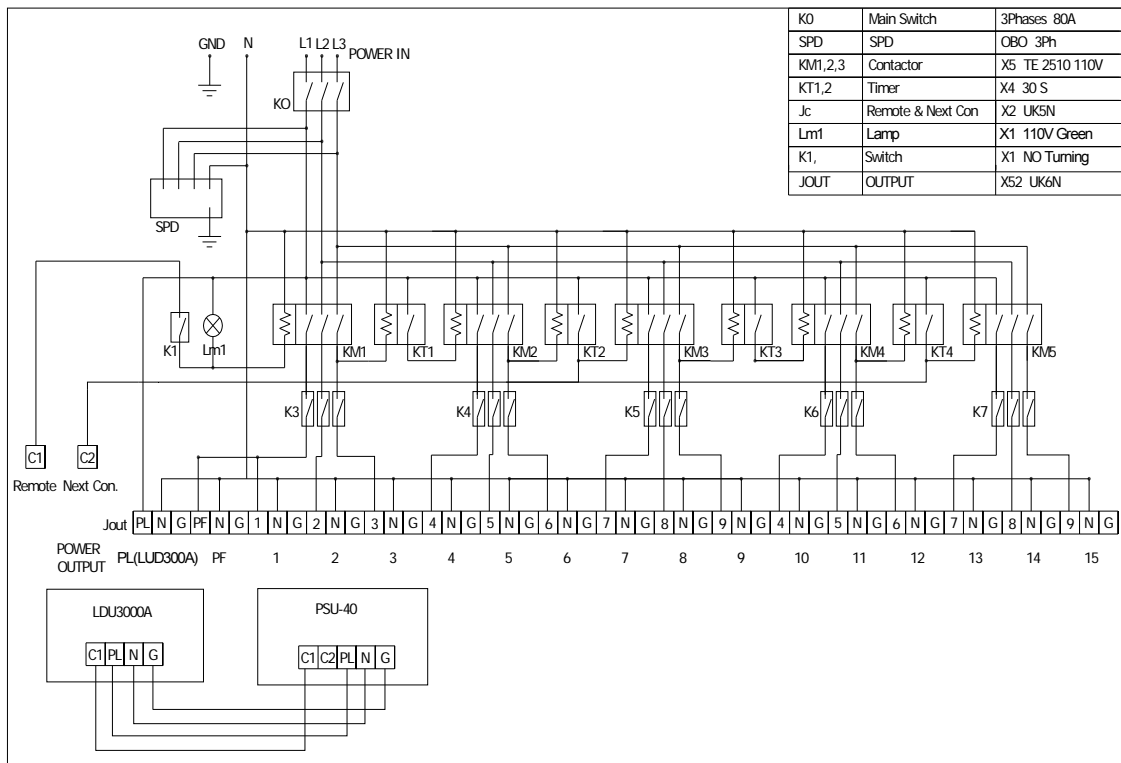 K0 Main Switch 3Phases 80A
SPD SPD OBO 3Ph
KM1,2,3 Contactor X5 TE 2510 110V
KT1,2 Timer X4 30 S
Jc Remote & Next Con X2 UK5N
Lm1 Lamp X1 110V Green
K1, Switch X1 NO Turning
JOUT OUTPUT X52 UK6N
GND N L1 L2 L3 POWER IN
KO
SPD
K1 Lm1 KM1 KT1 KM2 KT2 KM3 KT3 KM4 KT4 KM5
K3 K4 K5 K6 K7
C1 C2
Remote Next Con.
Jout PL N G PF N G 1 N G 2 N G 3 N G 4 N G 5 N G 6 N G 7 N G 8 N G 9 N G 4 N G 5 N G 6 N G 7 N G 8 N G 9 N G
POWER OUTPUT PL(LUD300A) PF 1 2 3 4 5 6 7 8 9 10 11 12 13 14 15
LDU3000A
C1 PL N G
PSU-40
C1 C2 PL N G